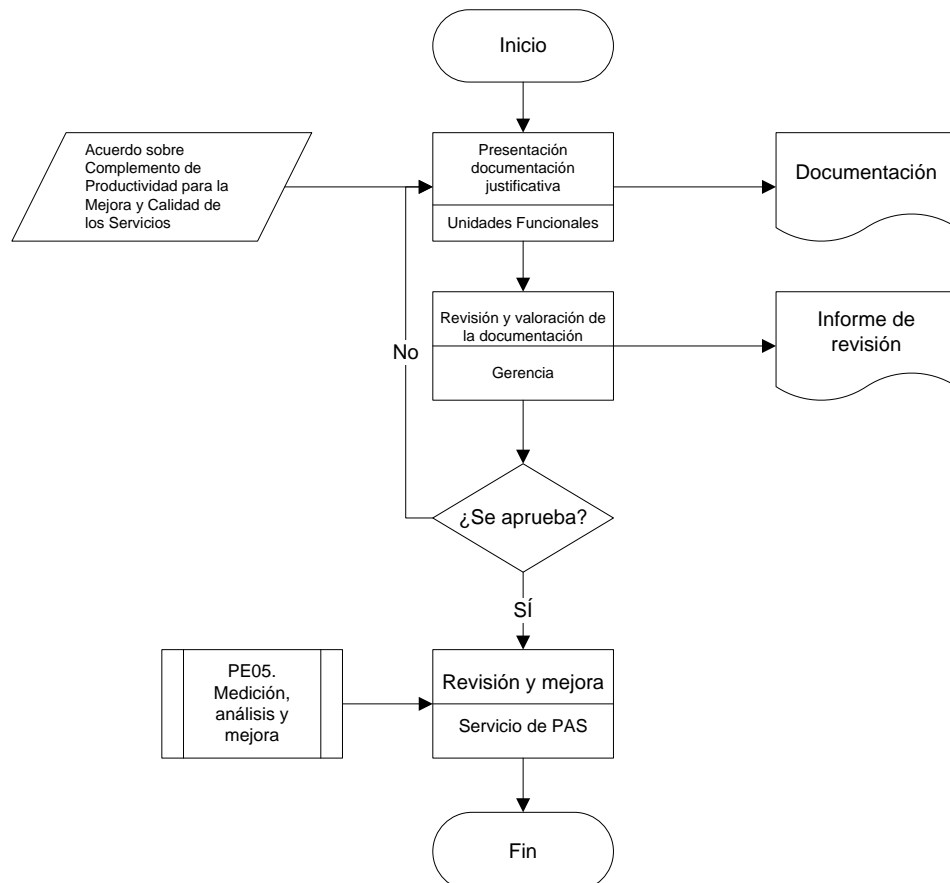 Inicio
Acuerdo sobre
Complemento de
Productividad para la
Mejora y Calidad de
los Servicios
Presentación
documentación
justificativa
Unidades Funcionales
Documentación
Revisión y valoración de
la documentación
Gerencia
Informe de
revisión
No
¿Se aprueba?
SÍ
PE05.
Medición,
análisis y
mejora
Revisión y mejora
Servicio de PAS
Fin